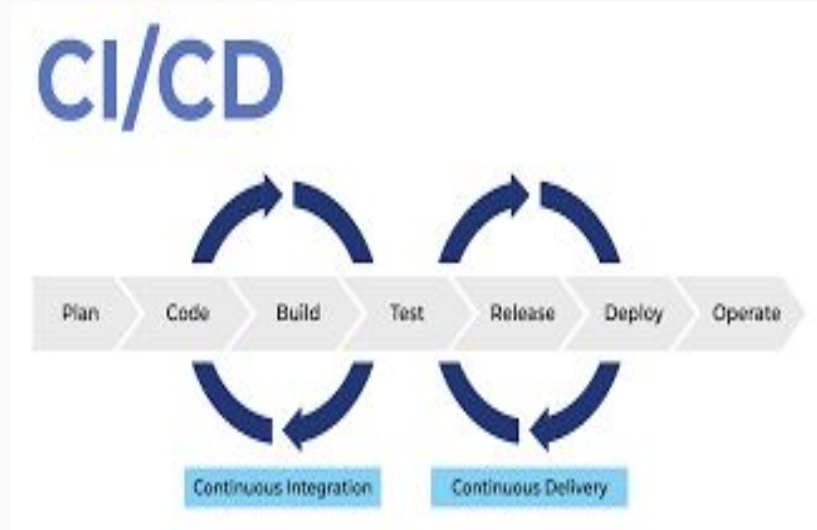 CI/CD
Plan Code Build Test Release Deploy Operate
Continuous Integration Continuous Delivery